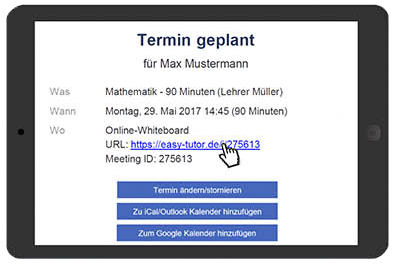 Termin geplant
für Max Mustermann
Was Mathematik - 90 Minuten (Lehrer Müller)
Wann Montag, 29. Mai 2017 14:45 (90 Minuten)
Wo Online-Whiteboard
URL: https://easy-tutor.de/275613
Meeting ID: 275613
Termin ändern/stornieren
Zu iCal/Outlook Kalender hinzufügen
Zum Google Kalender hinzufügen